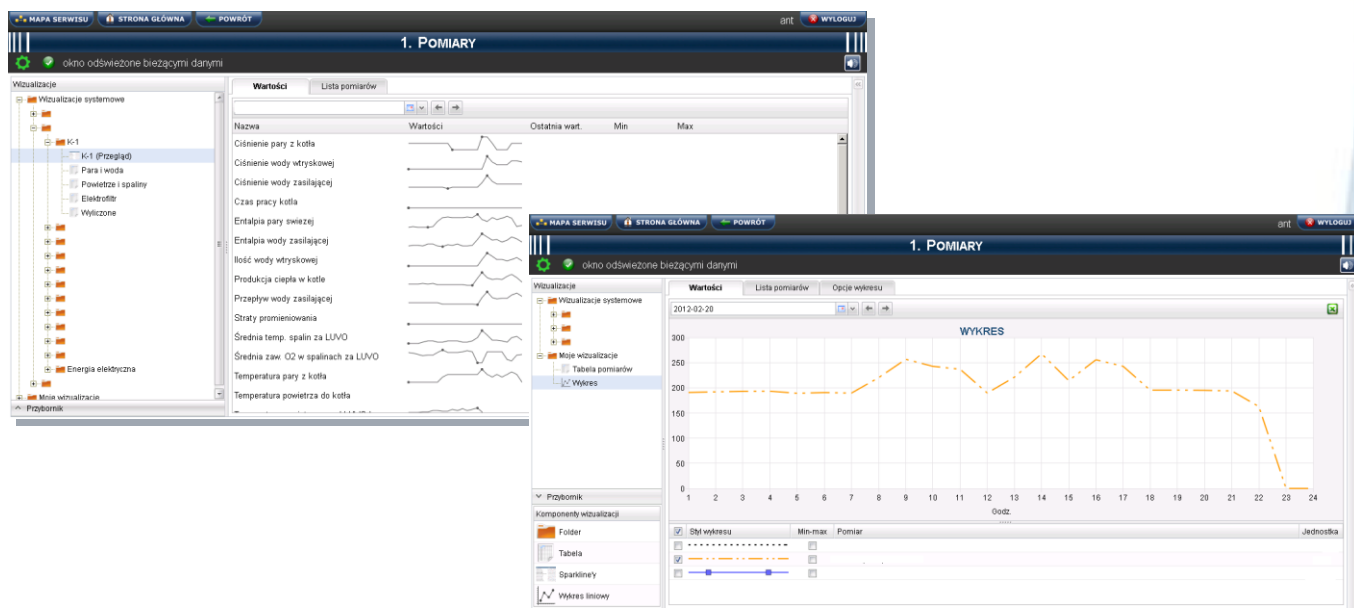 MAPA SERWISU STRONA GŁÓWNA POWRÓT ant WYLOGUJ
1. POMIARY
okno odświeżone bieżącymi danymi
Wizualizacje
Wizualizacje systemowe
K-1
K-1 (Przegląd)
Para i woda
Powietrze i spaliny
Elektrofiltr
Wyliczone
Energia elektryczna
Moje wizualizacje
Przybornik
Wartości Lista pomiarów
Nazwa Wartości Ostatnia wart. Min Max
Ciśnienie pary z kotła
Ciśnienie wody wtryskowej
Ciśnienie wody zasilającej
Czas pracy kotla
Entalpia pary swiezej
Entalpia wody zasilającej
Ilość wody wtryskowej
Produkcja ciepła w kotle
Przepływ wody zasilającej
Straty promieniowania
Średnia temp. spalin za LUVO
Średnia zaw. O2 w spalinach za LUVO
Temperatura pary z kotła
Temperatura powietrza do kotła
MAPA SERWISU STRONA GŁÓWNA POWRÓT ant WYLOGUJ
1. POMIARY
okno odświeżone bieżącymi danymi
Wizualizacje
Wizualizacje systemowe
Moje wizualizacje
Tabela pomiarów
Wykres
Przybornik
Komponenty wizualizacji
Folder
Tabela
Sparkline'y
Wykres liniowy
Wartości Lista pomiarów Opcje wykresu
2012-02-20
WYKRES
300
250
200
150
100
50
0
1 2 3 4 5 6 7 8 9 10 11 12 13 14 15 16 17 18 19 20 21 22 23 24
Godz.
Styl wykresu Min-max Pomiar Jednostka